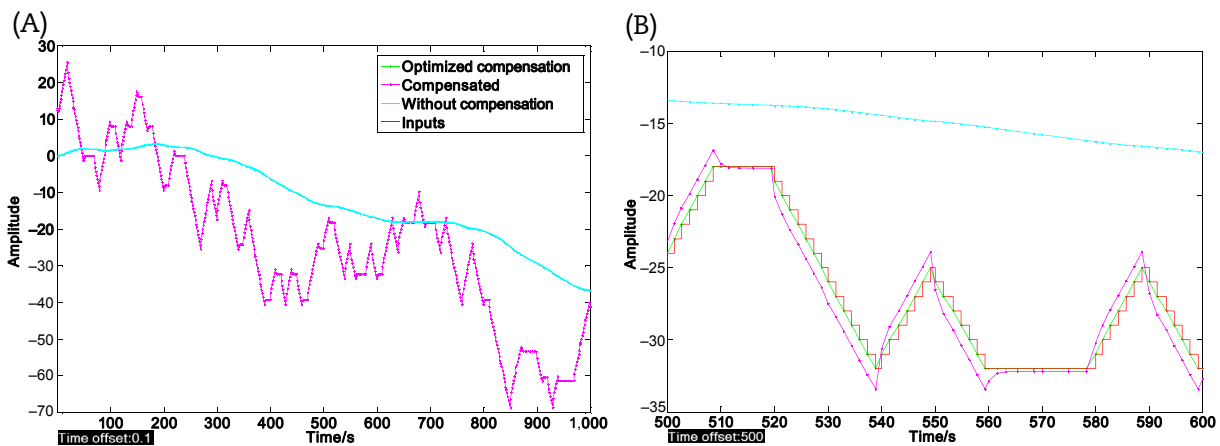 (A)
30
20
10
0
–10
–20
–30
–40
–50
–60
–70
Amplitude
Optimized compensation
Compensated
Without compensation
Inputs
100 200 300 400 500 600 700 800 900 1.000
Time/s
Time offset:0.1
(B)
–10
–15
–20
–25
–30
–35
Amplitude
500 510 520 530 540 550 560 570 580 590 600
Time/s
Time offset:500